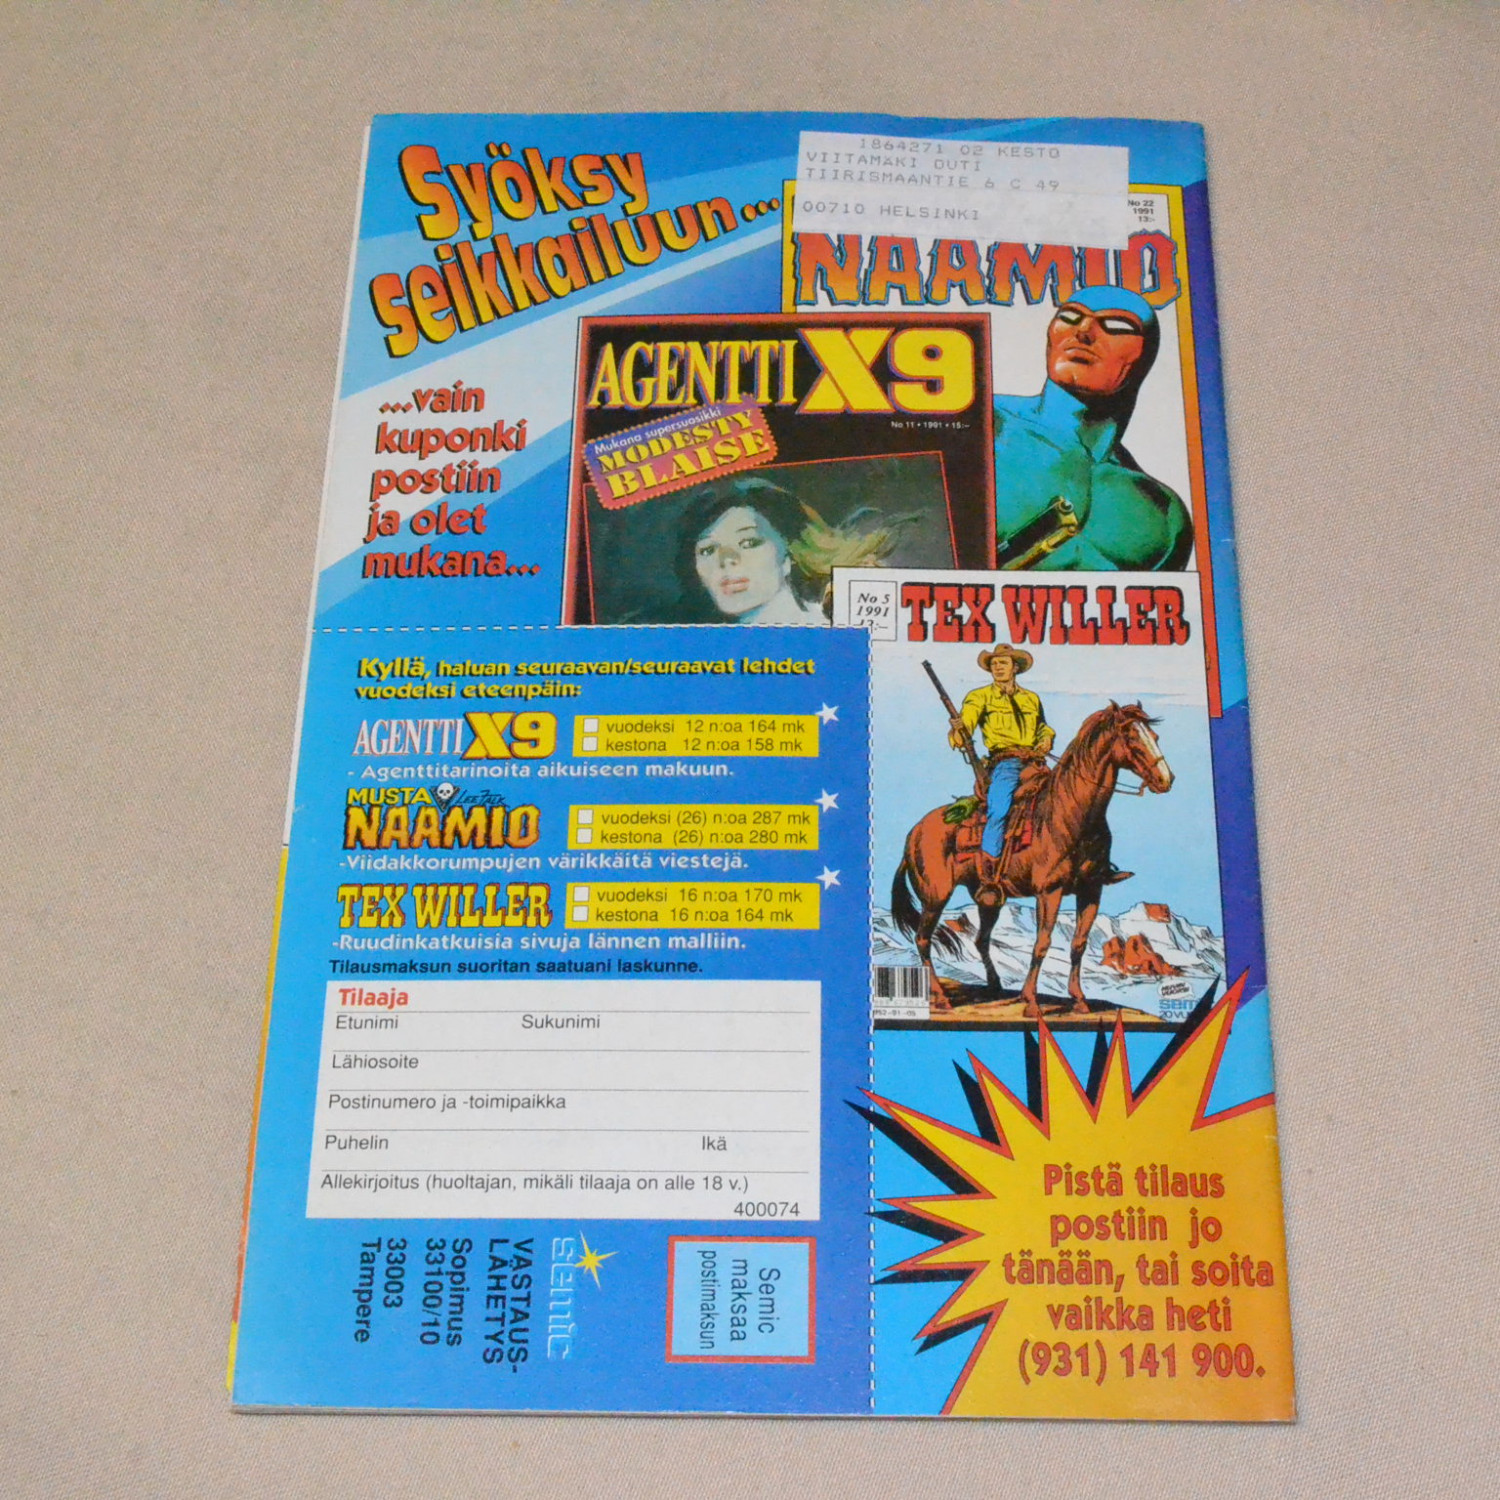 Syöksy
seikkailuun...
1864271 02 KESTO
VIITAMÄKI OUTI
TIIRISMAANTIE 6 C 49
00710 HELSINKI
No 22
1991
13:-
NAAMIO
...vain
kuponki
postiin
ja olet
mukana...
AGENTTI X9
No 11 • 1991 • 15:-
Mukana supersuosikki
MODESTY
BLAISE
No 5
1991
TEX WILLER
Kyllä, haluan seuraavan/seuraavat lehdet
vuodeksi eteenpäin:
AGENTTI X9
vuodeksi 12 n:oa 164 mk
kestona 12 n:oa 158 mk
- Agenttitarinoita aikuiseen makuun.
MUSTA LEE FALK
NAAMIO
vuodeksi (26) n:oa 287 mk
kestona (26) n:oa 280 mk
-Viidakkorumpujen värikkäitä viestejä.
TEX WILLER
vuodeksi 16 n:oa 170 mk
kestona 16 n:oa 164 mk
-Ruudinkatkuisia sivuja lännen malliin.
Tilausmaksun suoritan saatuani laskunne.
Tilaaja
Etunimi Sukunimi
Lähiosoite
Postinumero ja -toimipaikka
Puhelin Ikä
Allekirjoitus (huoltajan, mikäli tilaaja on alle 18 v.)
400074
semic
VASTAUS-
LÄHETYS
Sopimus
33100/10
33003
Tampere
Semic
maksaa
postimaksun
Pistä tilaus
postiin jo
tänään, tai soita
vaikka heti
(931) 141 900.